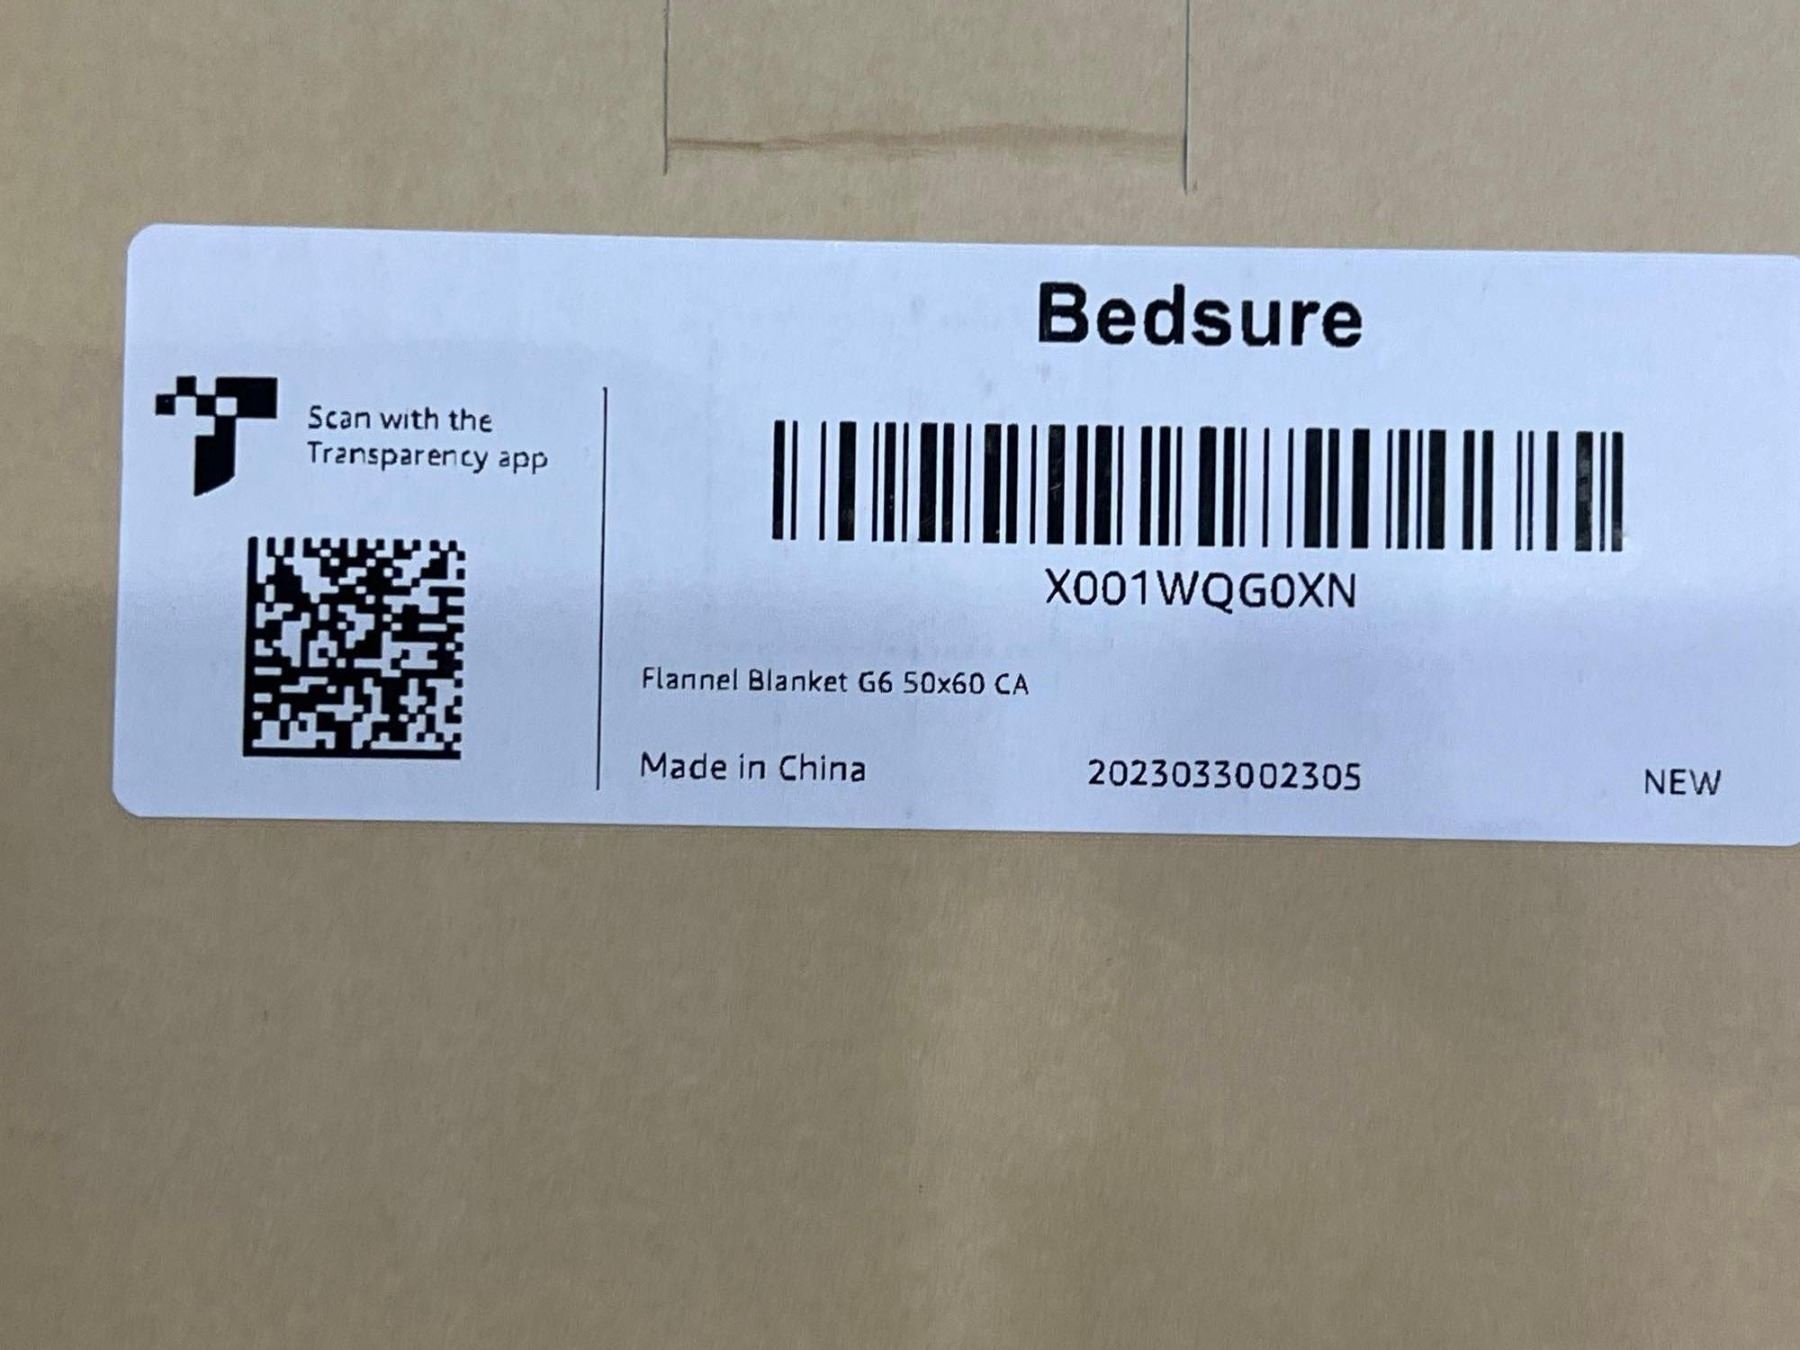 Bedsure
Scan with the
Transparency app
X001WQG0XN
Flannel Blanket G6 50x60 CA
Made in China 2023033002305 NEW